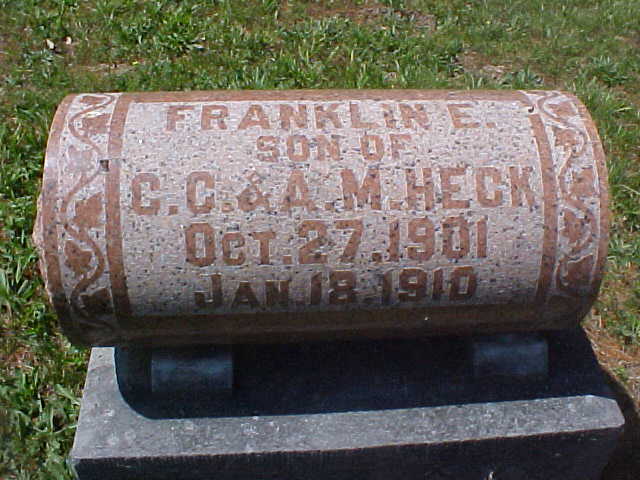 FRANKLIN E.
SON OF
C.C.&A.M.HECK
OCT.27.1901
JAN.18.1910